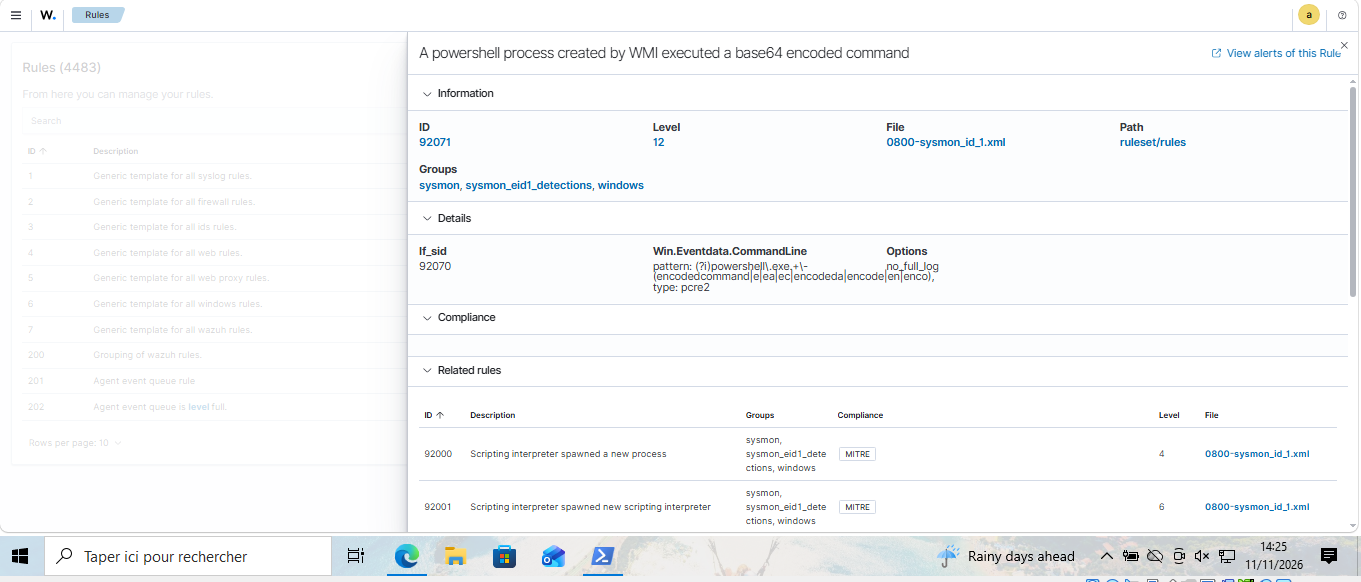 W. Rules a
A powershell process created by WMI executed a base64 encoded command View alerts of this Rule
Rules (4483)
From here you can manage your rules.
Search
ID Description
1 Generic template for all syslog rules.
2 Generic template for all firewall rules.
3 Generic template for all ids rules.
4 Generic template for all web rules.
5 Generic template for all web proxy rules.
6 Generic template for all windows rules.
7 Generic template for all wazuh rules.
200 Grouping of wazuh rules.
201 Agent event queue rule
202 Agent event queue is level full.
Rows per page: 10
Information
ID Level File Path
92071 12 0800-sysmon_id_1.xml ruleset/rules
Groups
sysmon, sysmon_eid1_detections, windows
Details
If_sid Win.Eventdata.CommandLine Options
92070 pattern: (?i)powershell\.exe.+\- no_full_log
(encodedcommand|e|ea|ec|encodeda|encode|en|enco),
type: pcre2
Compliance
Related rules
ID Description Groups Compliance Level File
92000 Scripting interpreter spawned a new process sysmon, sysmon_eid1_dete ctions, windows MITRE 4 0800-sysmon_id_1.xml
92001 Scripting interpreter spawned new scripting interpreter sysmon, sysmon_eid1_dete ctions, windows MITRE 6 0800-sysmon_id_1.xml
Taper ici pour rechercher
Rainy days ahead
14:25
11/11/2026